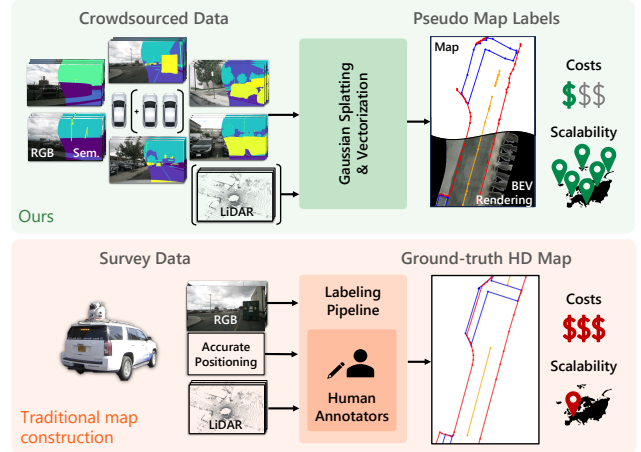 Crowdsourced Data
Pseudo Map Labels
RGB
Sem.
+
LiDAR
Ours
Gaussian Splatting
& Vectorization
Map
BEV
Rendering
Costs
$$$
Scalability
Survey Data
Ground-truth HD Map
RGB
Accurate
Positioning
LiDAR
Traditional map
construction
Labeling
Pipeline
Human
Annotators
Costs
$$$
Scalability